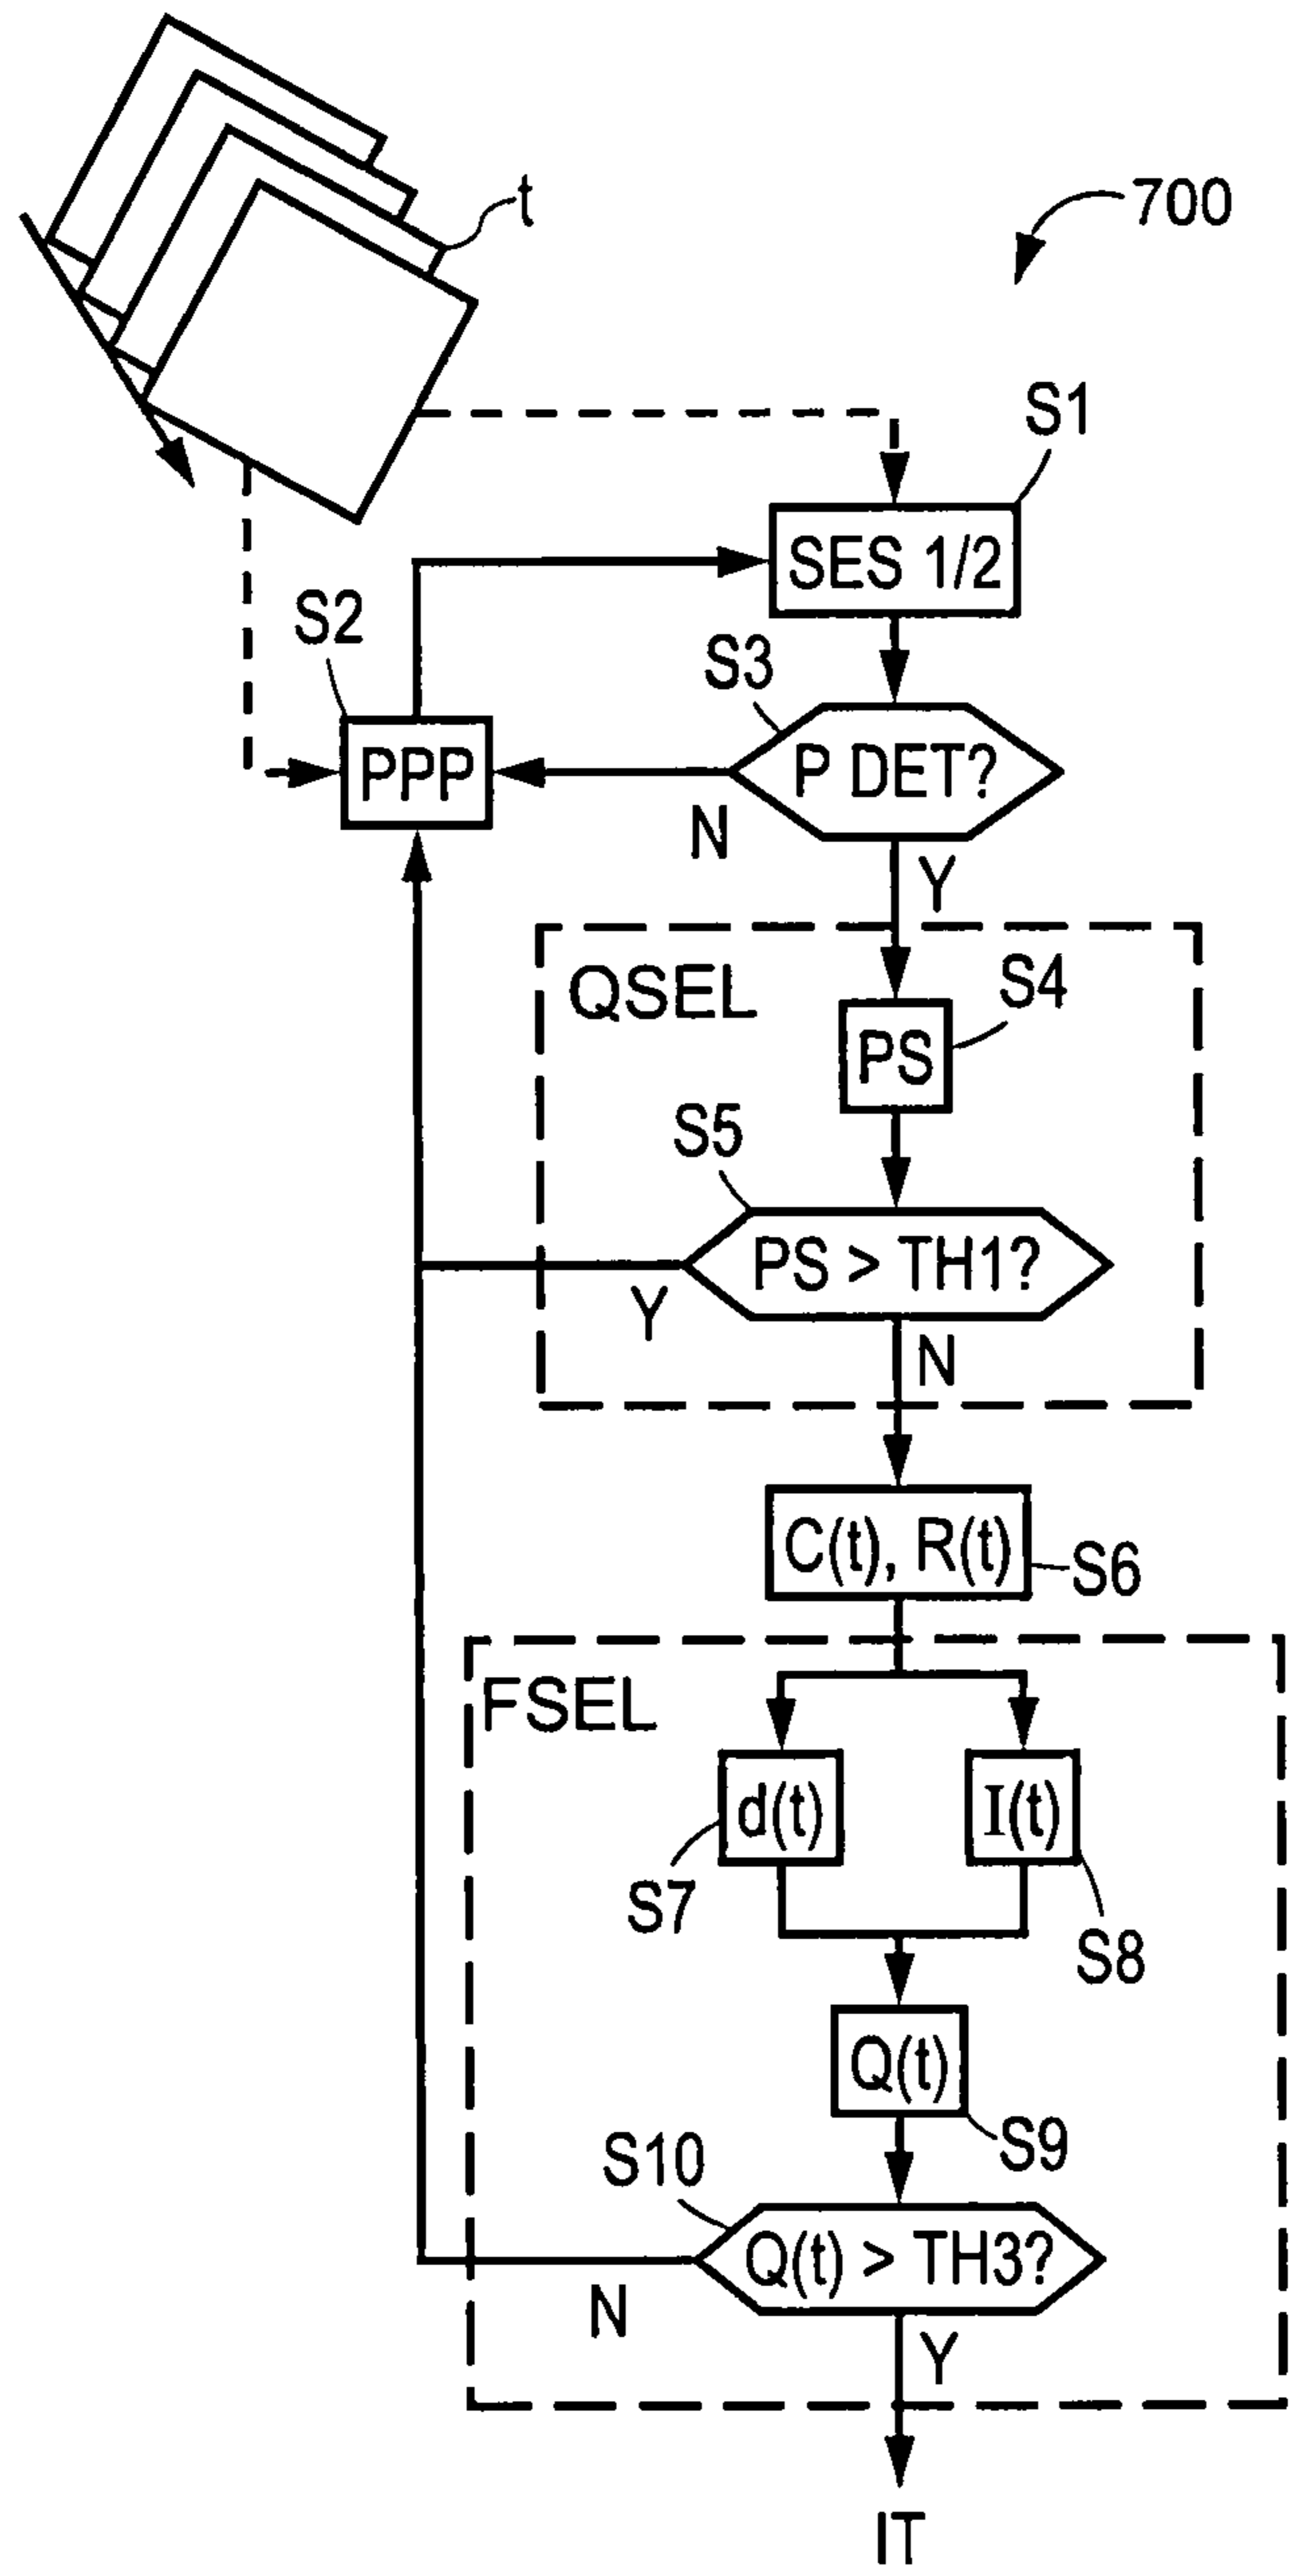 t
700
S1
SES 1/2
S2
S3
PPP
P DET?
N
Y
QSEL
S4
PS
S5
PS > TH1?
Y
N
C(t), R(t)
S6
FSEL
d(t)
I(t)
S7
S8
Q(t)
S9
S10
Q(t) > TH3?
N
Y
IT